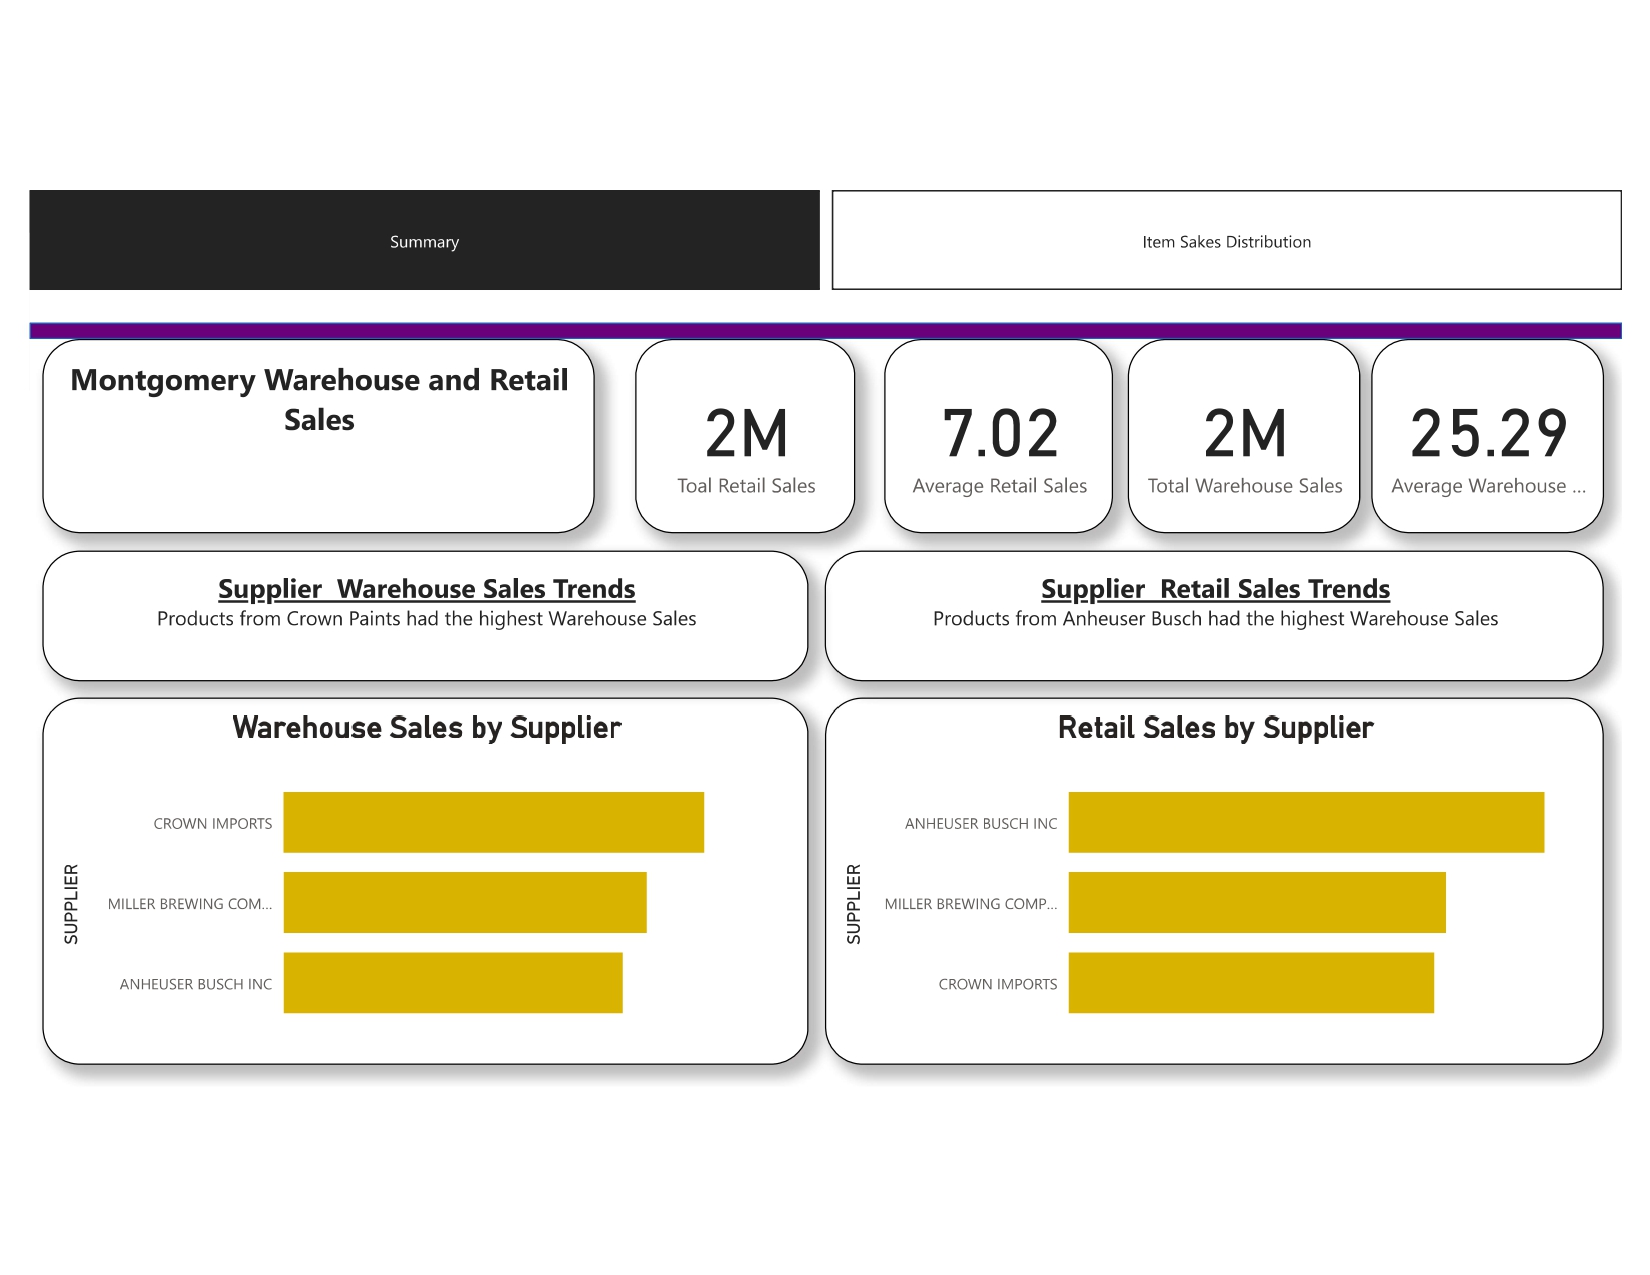 Summary
Item Sakes Distribution
Montgomery Warehouse and Retail
Sales
2M
Toal Retail Sales
7.02
Average Retail Sales
2M
Total Warehouse Sales
25.29
Average Warehouse ...
Supplier  Warehouse Sales Trends
Products from Crown Paints had the highest Warehouse Sales
Supplier  Retail Sales Trends
Products from Anheuser Busch had the highest Warehouse Sales
Warehouse Sales by Supplier
SUPPLIER
CROWN IMPORTS
MILLER BREWING COM...
ANHEUSER BUSCH INC
Retail Sales by Supplier
SUPPLIER
ANHEUSER BUSCH INC
MILLER BREWING COMP...
CROWN IMPORTS